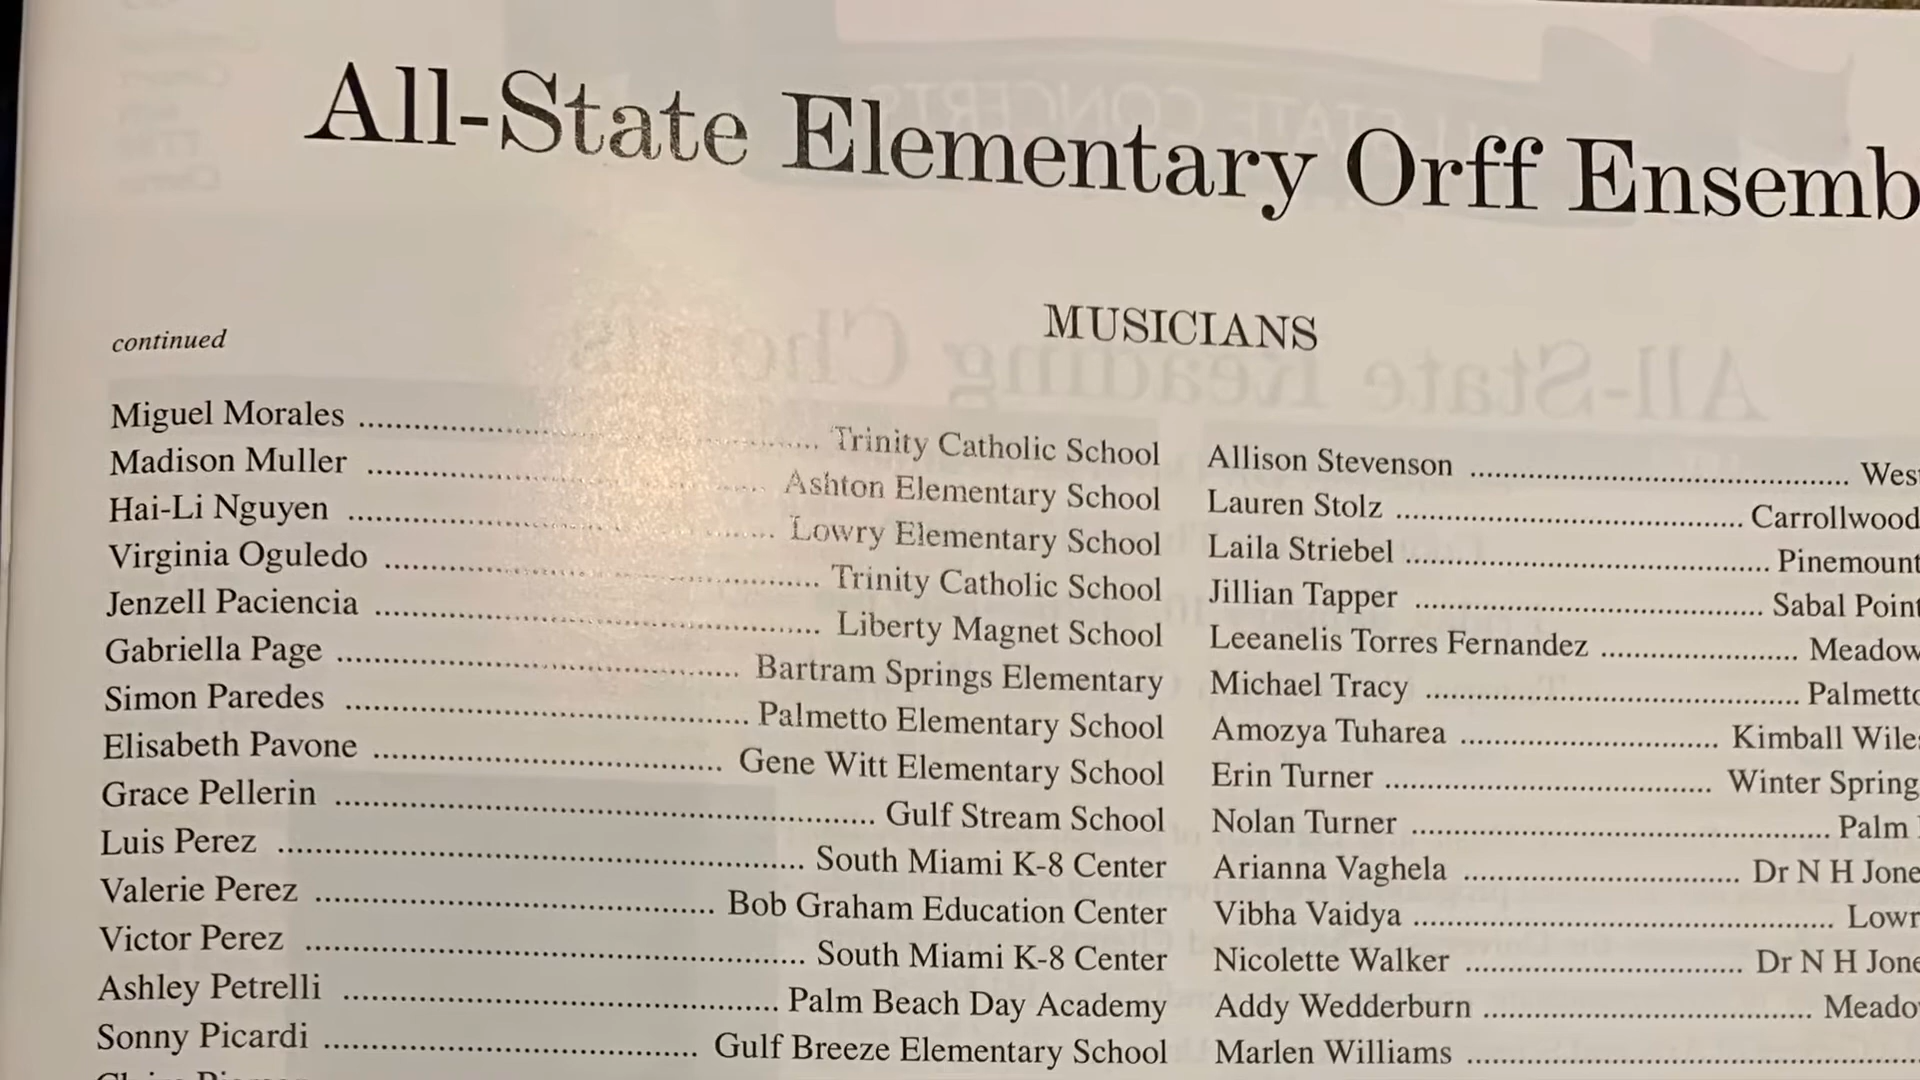 All-State Elementary Orff Ensemb
MUSICIANS
continued
Miguel Morales ........................ Trinity Catholic School
Madison Muller ........................ Ashton Elementary School
Hai-Li Nguyen ........................ Lowry Elementary School
Virginia Oguledo ........................ Trinity Catholic School
Jenzell Paciencia ........................ Liberty Magnet School
Gabriella Page ........................ Bartram Springs Elementary
Simon Paredes ........................ Palmetto Elementary School
Elisabeth Pavone ........................ Gene Witt Elementary School
Grace Pellerin ........................ Gulf Stream School
Luis Perez ........................ South Miami K-8 Center
Valerie Perez ........................ Bob Graham Education Center
Victor Perez ........................ South Miami K-8 Center
Ashley Petrelli ........................ Palm Beach Day Academy
Sonny Picardi ........................ Gulf Breeze Elementary School
Allison Stevenson ........................ Wes
Lauren Stolz ........................ Carrollwood
Laila Striebel ........................ Pinemount
Jillian Tapper ........................ Sabal Point
Leeanelis Torres Fernandez ........................ Meadow
Michael Tracy ........................ Palmetto
Amozya Tuharea ........................ Kimball Wiles
Erin Turner ........................ Winter Spring
Nolan Turner ........................ Palm
Arianna Vaghela ........................ Dr N H Jone
Vibha Vaidya ........................ Lowr
Nicolette Walker ........................ Dr N H Jone
Addy Wedderburn ........................ Meado
Marlen Williams ........................